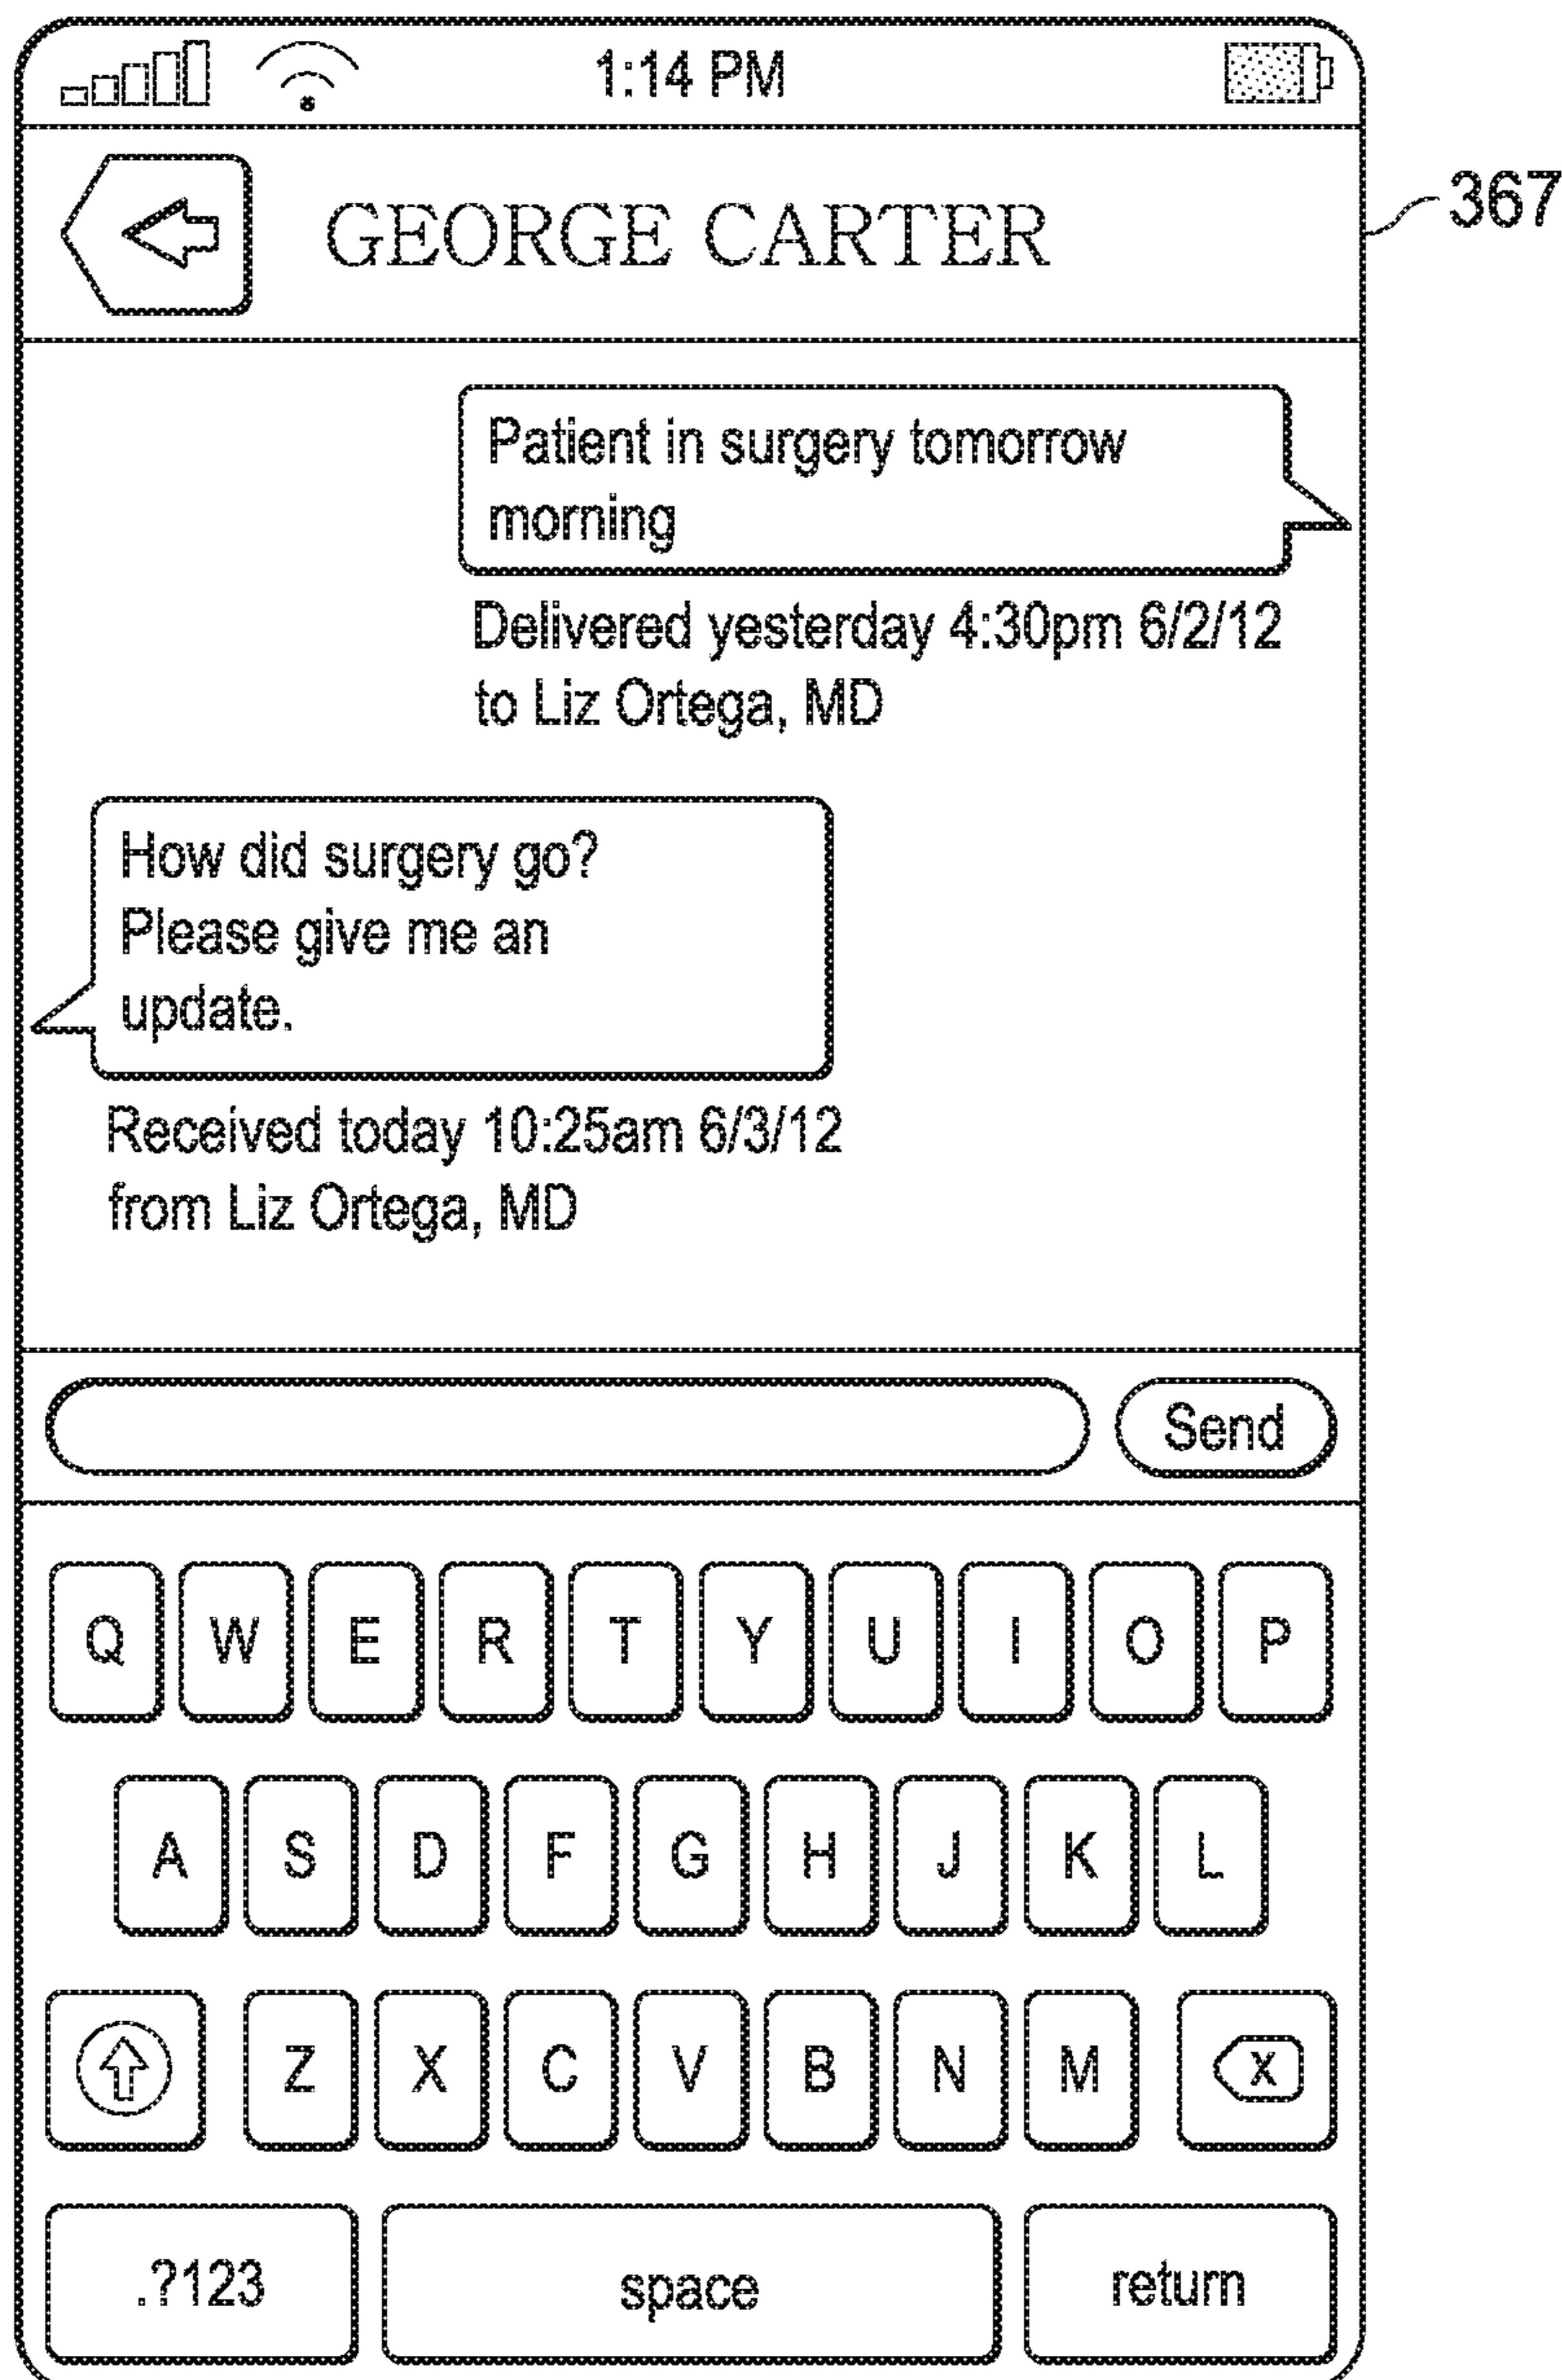 1:14 PM
GEORGE CARTER
367
Patient in surgery tomorrow
morning
Delivered yesterday 4:30pm 6/2/12
to Liz Ortega, MD
How did surgery go?
Please give me an
update.
Received today 10:25am 6/3/12
from Liz Ortega, MD
Send
Q W E R T Y U I O P
A S D F G H J K L
Z X C V B N M X
.?123 space return